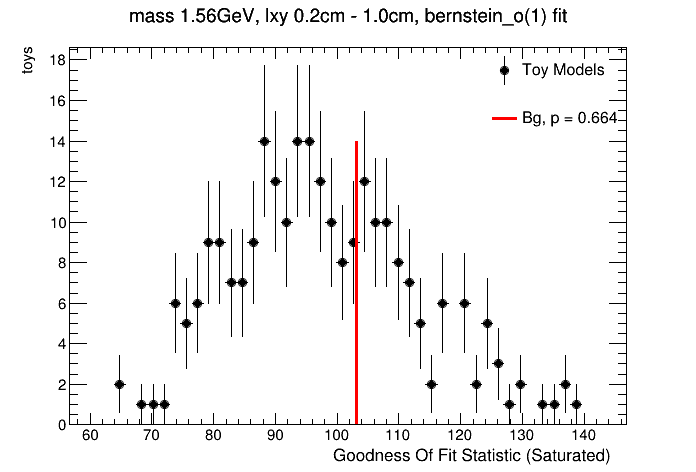 mass 1.56GeV, lxy 0.2cm - 1.0cm, bernstein_o(1) fit
toys
18
16
14
12
10
8
6
4
2
0
Toy Models
Bg, p = 0.664
60 70 80 90 100 110 120 130 140
Goodness Of Fit Statistic (Saturated)